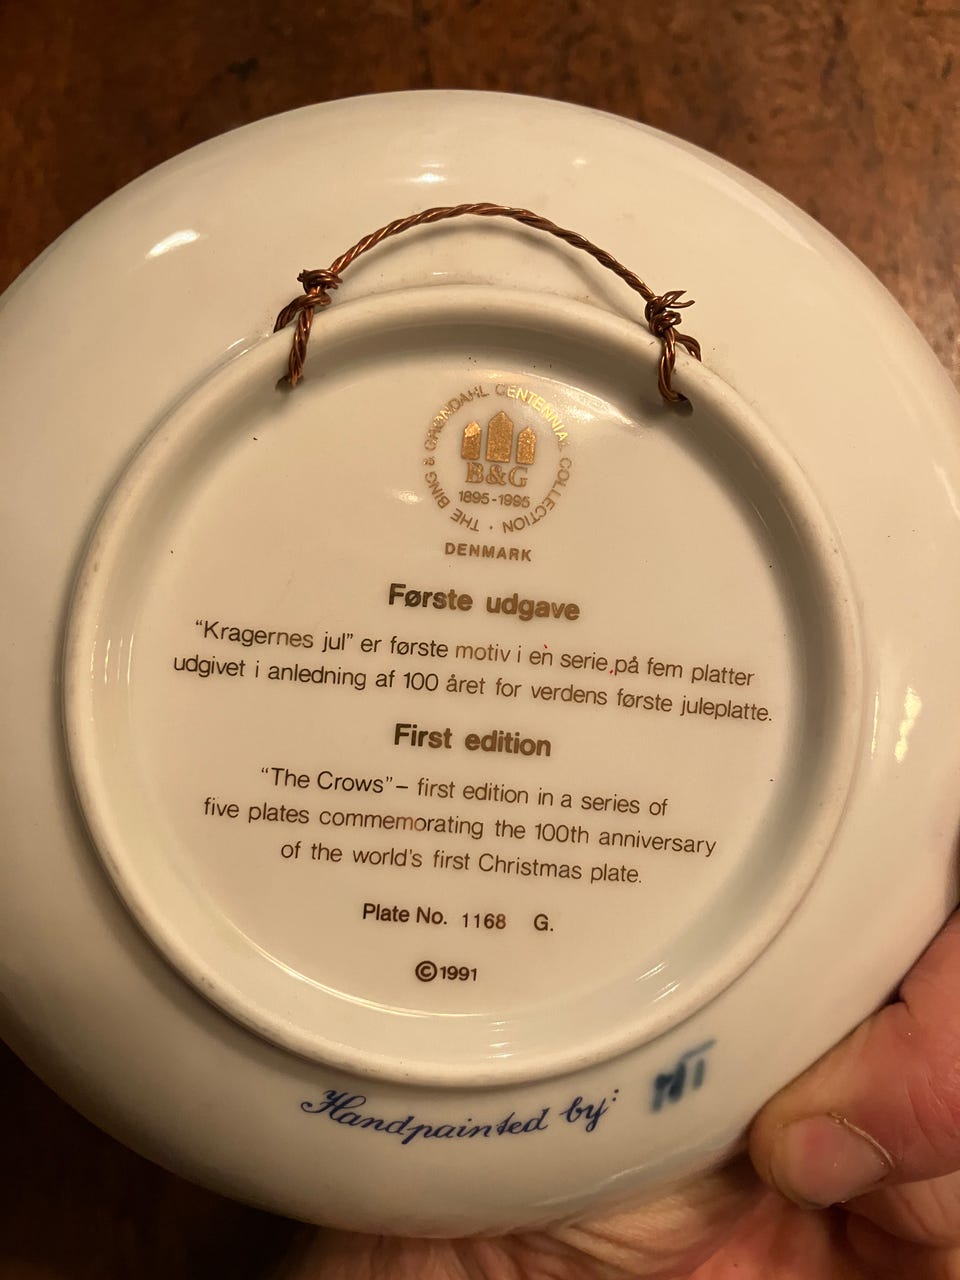 THE BING & GRØNDAHL CENTENNIAL COLLECTION ·
B&G
1895-1995
DENMARK
Første udgave
"Kragernes jul" er første motiv i en serie på fem platter
udgivet i anledning af 100 året for verdens første juleplatte.
First edition
"The Crows" – first edition in a series of
five plates commemorating the 100th anniversary
of the world's first Christmas plate.
Plate No. 1168 G.
©1991
Handpainted by: